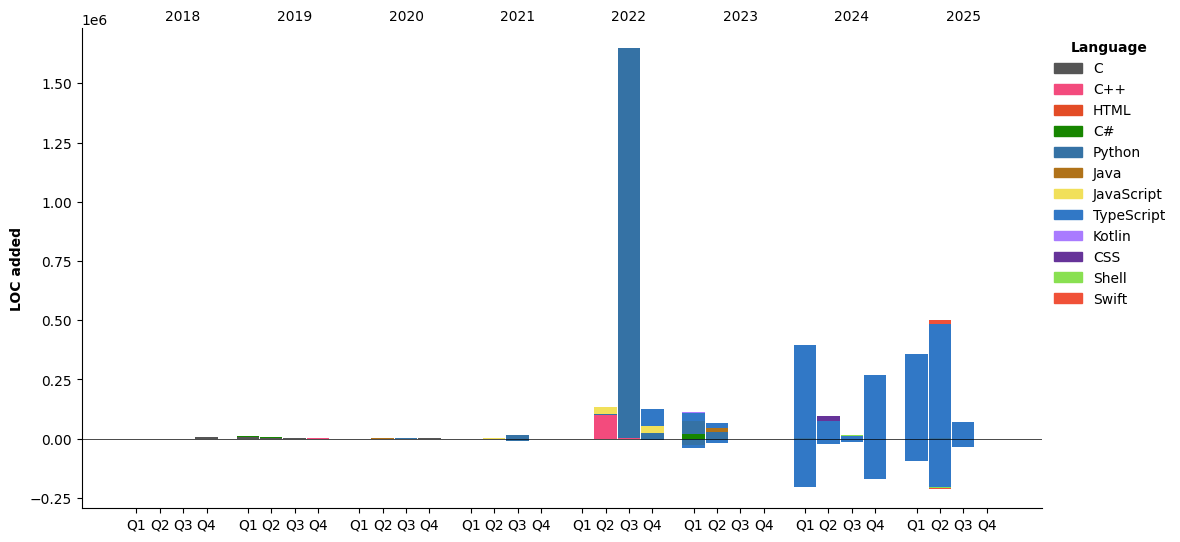 1e6
2018 2019 2020 2021 2022 2023 2024 2025
LOC added
1.50
1.25
1.00
0.75
0.50
0.25
0.00
−0.25
Q1 Q2 Q3 Q4 Q1 Q2 Q3 Q4 Q1 Q2 Q3 Q4 Q1 Q2 Q3 Q4 Q1 Q2 Q3 Q4 Q1 Q2 Q3 Q4 Q1 Q2 Q3 Q4 Q1 Q2 Q3 Q4
Language
C
C++
HTML
C#
Python
Java
JavaScript
TypeScript
Kotlin
CSS
Shell
Swift